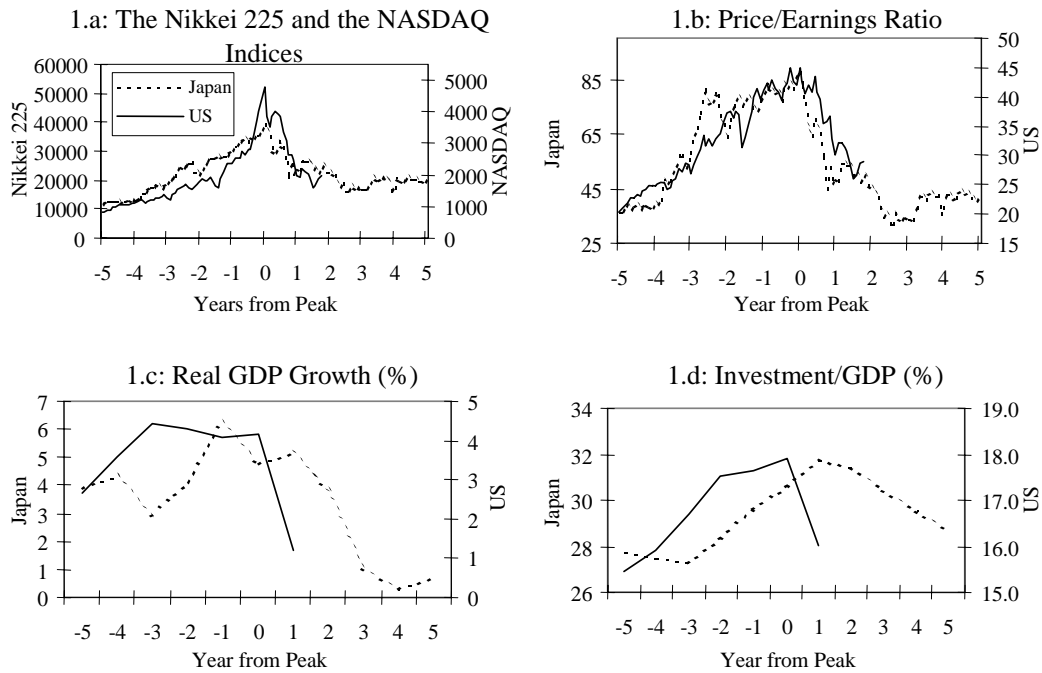 1.a: The Nikkei 225 and the NASDAQ
Indices
60000
50000
40000
30000
20000
10000
0
Nikkei 225
Japan
US
5000
4000
3000
2000
1000
0
NASDAQ
-5 -4 -3 -2 -1 0 1 2 3 4 5
Years from Peak
1.b: Price/Earnings Ratio
85
65
45
25
Japan
50
45
40
35
30
25
20
15
US
-5 -4 -3 -2 -1 0 1 2 3 4 5
Year from Peak
1.c: Real GDP Growth (%)
7
6
5
4
3
2
1
0
Japan
5
4
3
2
1
0
US
-5 -4 -3 -2 -1 0 1 2 3 4 5
Year from Peak
1.d: Investment/GDP (%)
34
32
30
28
26
Japan
19.0
18.0
17.0
16.0
15.0
US
-5 -4 -3 -2 -1 0 1 2 3 4 5
Year from Peak